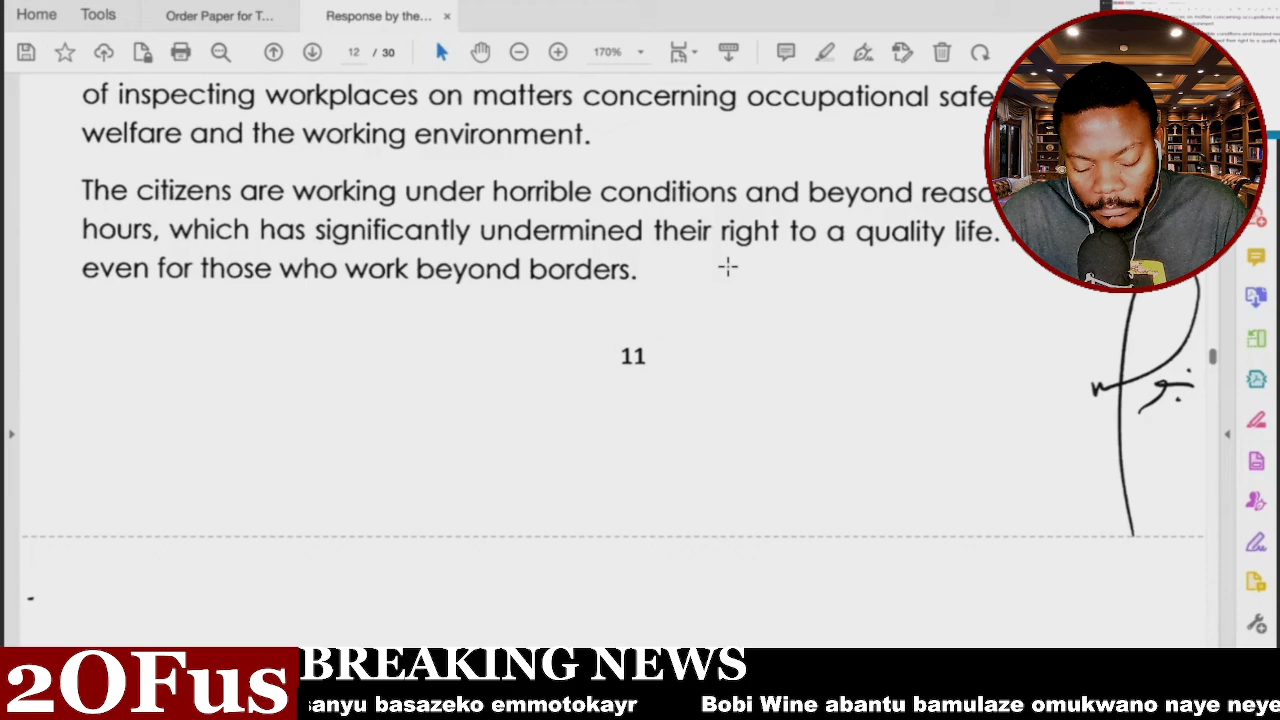 Home Tools Order Paper for T... Response by the... ×
12 / 30 170%
of inspecting workplaces on matters concerning occupational safe
welfare and the working environment.
The citizens are working under horrible conditions and beyond reaso
hours, which has significantly undermined their right to a quality life.
even for those who work beyond borders.
11
2OFus
BREAKING NEWS
sanyu basazeko emmotokayr Bobi Wine abantu bamulaze omukwano naye neye